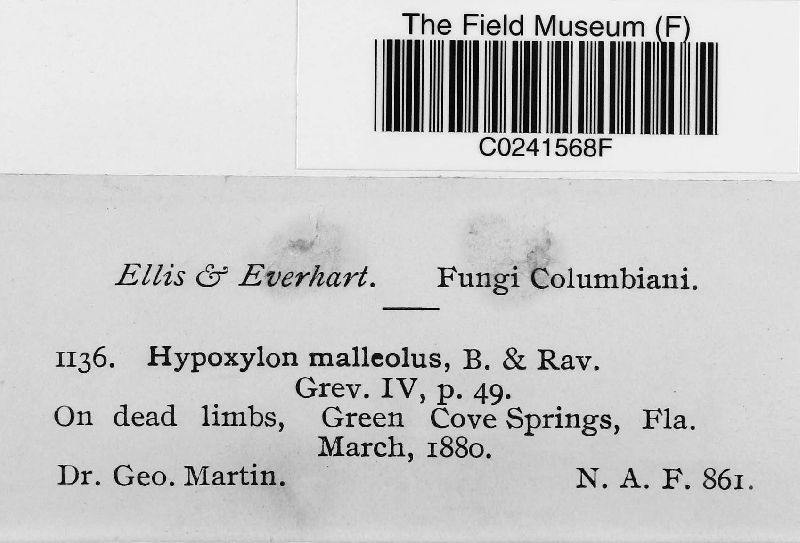 The Field Museum (F)
C0241568F
Ellis & Everhart. Fungi Columbiani.
1136. Hypoxylon malleolus, B. & Rav.
Grev. IV, p. 49.
On dead limbs, Green Cove Springs, Fla.
March, 1880.
Dr. Geo. Martin. N. A. F. 861.